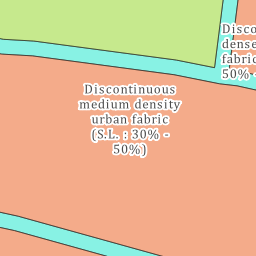 Discontinuous
medium density
urban fabric
(S.L. : 30% -
50%)
Disco
dense
fabric
50% -